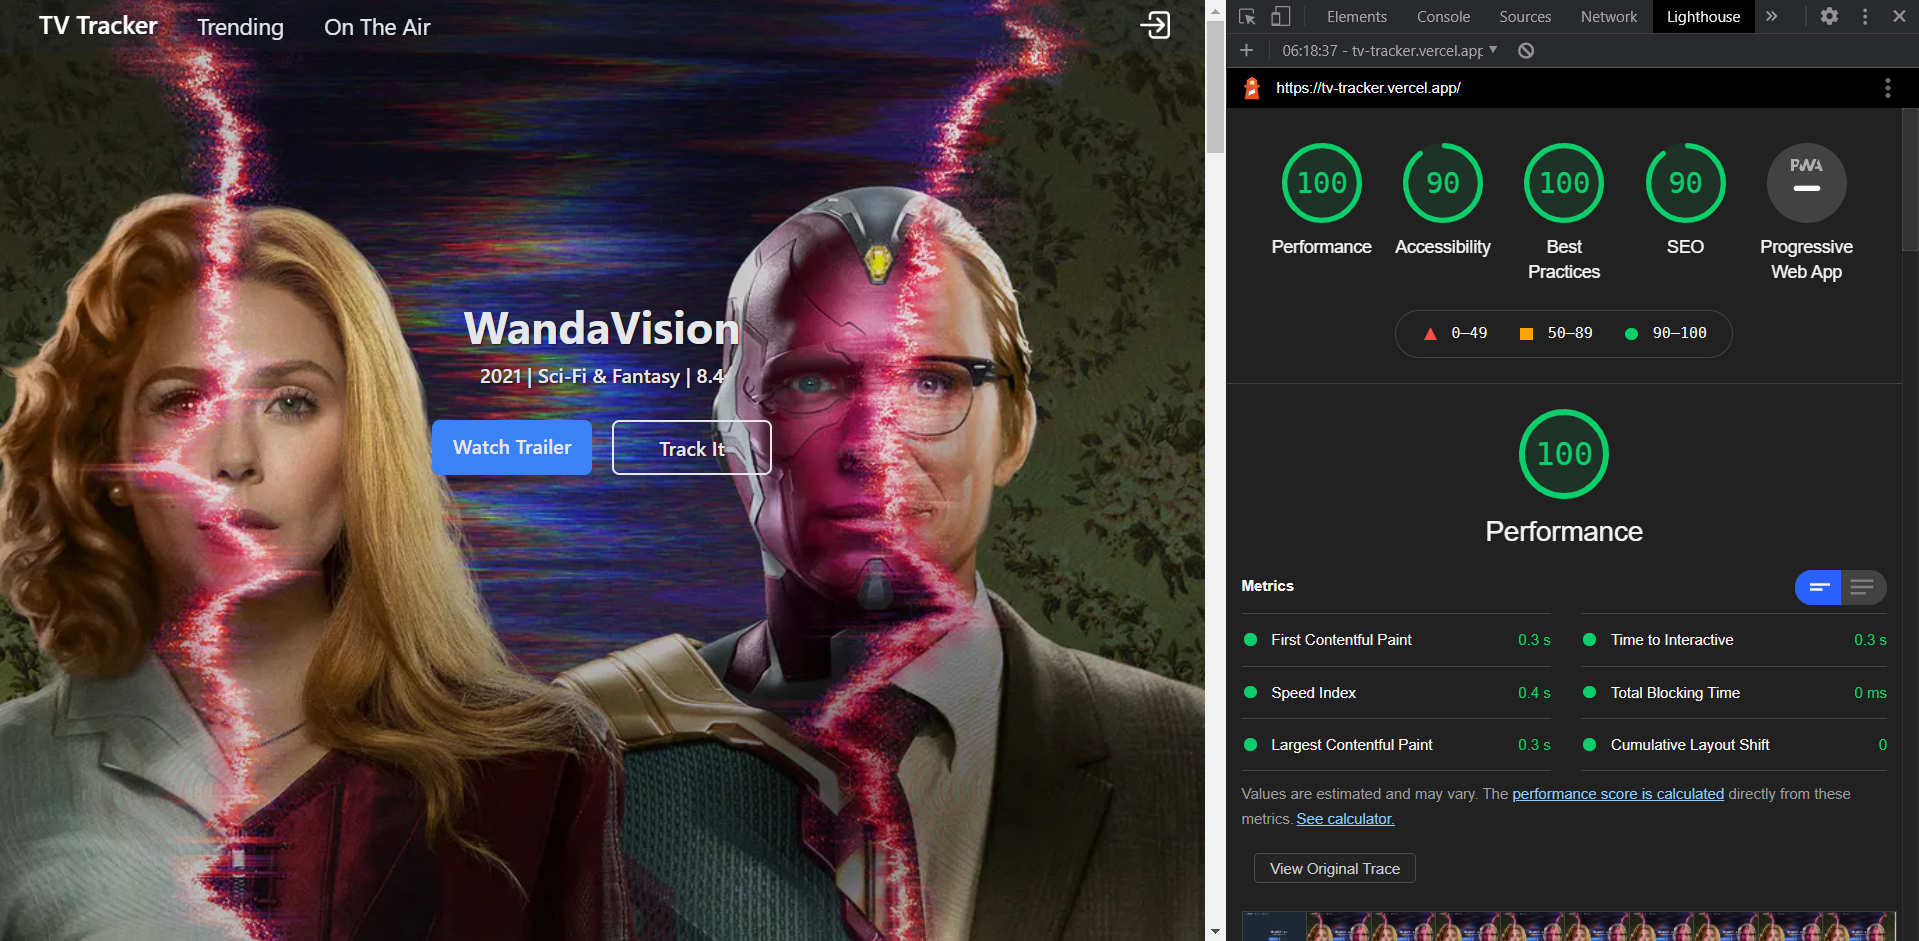 TV Tracker
Trending
On The Air
WandaVision
2021 | Sci-Fi & Fantasy | 8.4
Watch Trailer
Track It
Elements
Console
Sources
Network
Lighthouse
06:18:37 - tv-tracker.vercel.app
https://tv-tracker.vercel.app/
100
90
100
90
PWA
Performance
Accessibility
Best
Practices
SEO
Progressive
Web App
0–49
50–89
90–100
100
Performance
Metrics
First Contentful Paint
0.3 s
Time to Interactive
0.3 s
Speed Index
0.4 s
Total Blocking Time
0 ms
Largest Contentful Paint
0.3 s
Cumulative Layout Shift
0
Values are estimated and may vary. The performance score is calculated directly from these
metrics. See calculator.
View Original Trace